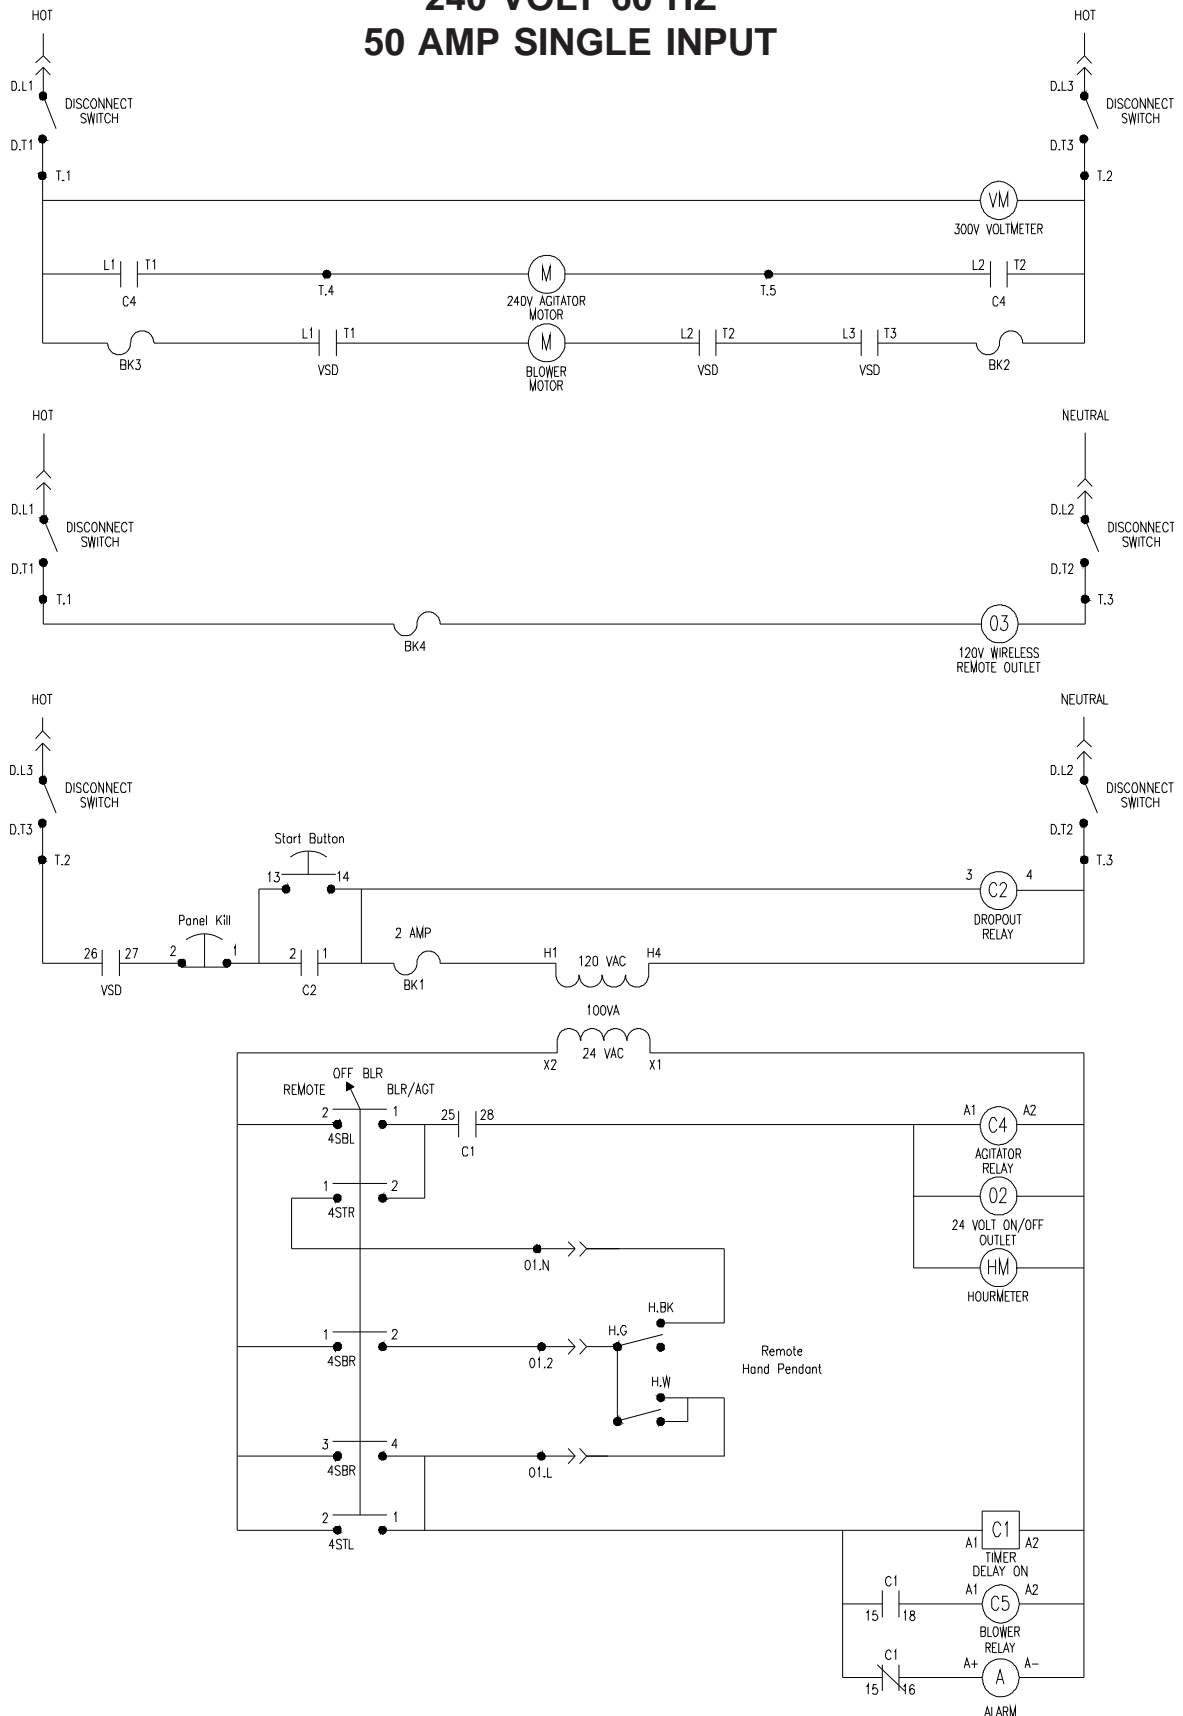 240 VOLT 60 HZ
50 AMP SINGLE INPUT
HOT
HOT
D.L1
DISCONNECT
SWITCH
D.T1
T.1
D.L3
DISCONNECT
SWITCH
D.T3
T.2
VM
300V VOLTMETER
L1
T1
C4
T.4
M
240V AGITATOR
MOTOR
T.5
L2
T2
C4
BK3
L1
T1
VSD
M
BLOWER
MOTOR
L2
T2
VSD
L3
T3
VSD
BK2
HOT
NEUTRAL
D.L1
DISCONNECT
SWITCH
D.T1
T.1
D.L2
DISCONNECT
SWITCH
D.T2
T.3
BK4
03
120V WIRELESS
REMOTE OUTLET
HOT
NEUTRAL
D.L3
DISCONNECT
SWITCH
D.T3
T.2
D.L2
DISCONNECT
SWITCH
D.T2
T.3
Start Button
13
14
3
C2
4
DROPOUT
RELAY
26
27
VSD
Panel Kill
2
1
2
1
C2
2 AMP
BK1
H1
120 VAC
H4
100VA
X2
24 VAC
X1
OFF BLR
REMOTE
BLR/AGT
2
1
4SBL
25
28
C1
A1
C4
A2
AGITATOR
RELAY
1
2
4STR
02
24 VOLT ON/OFF
OUTLET
01.N
HM
HOURMETER
H.BK
1
2
4SBR
01.2
H.G
Remote
Hand Pendant
H.W
3
4
4SBR
01.L
2
1
4STL
C1
A1
A2
TIMER
DELAY ON
C1
15
18
A1
C5
A2
BLOWER
RELAY
C1
15
16
A+
A
A-
ALARM